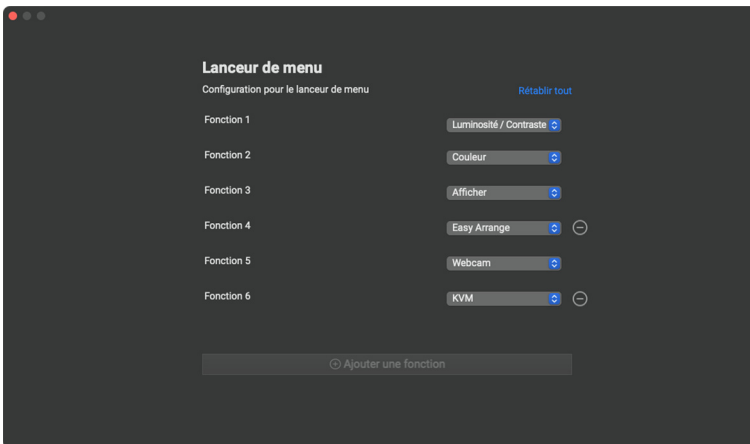 Lanceur de menu
Configuration pour le lanceur de menu Rétablir tout
Fonction 1 Luminosité / Contraste
Fonction 2 Couleur
Fonction 3 Afficher
Fonction 4 Easy Arrange
Fonction 5 Webcam
Fonction 6 KVM
Ajouter une fonction